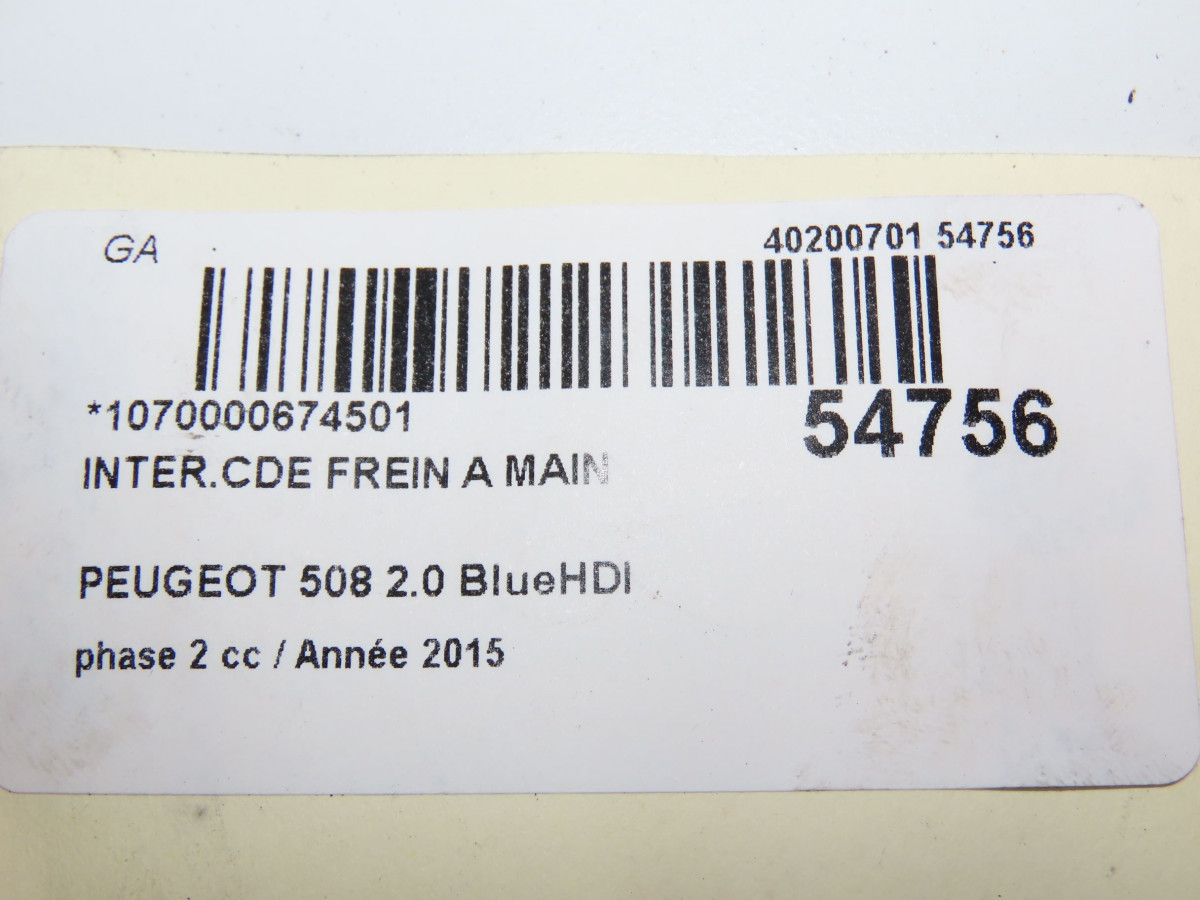 GA
40200701 54756
*1070000674501
54756
INTER.CDE FREIN A MAIN
PEUGEOT 508 2.0 BlueHDI
phase 2 cc / Année 2015